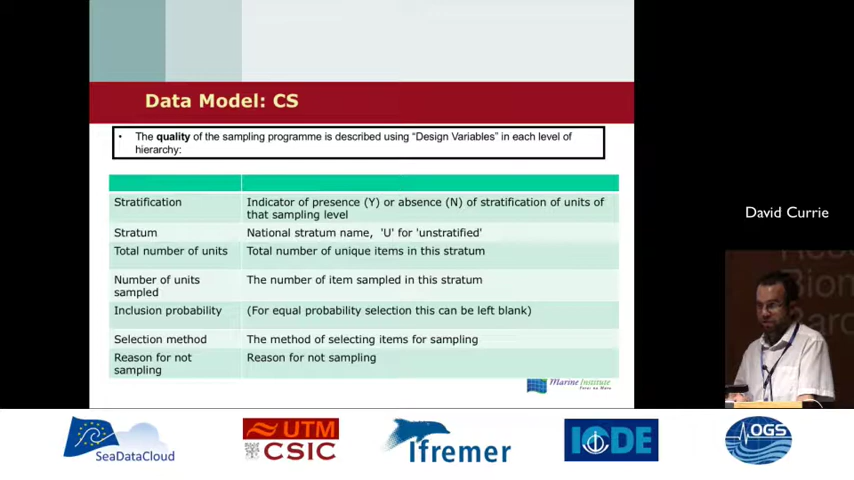 Data Model: CS
• The quality of the sampling programme is described using "Design Variables" in each level of
hierarchy:
Stratification
Indicator of presence (Y) or absence (N) of stratification of units of
that sampling level
Stratum
National stratum name, 'U' for 'unstratified'
Total number of units
Total number of unique items in this stratum
Number of units
sampled
The number of item sampled in this stratum
Inclusion probability
(For equal probability selection this can be left blank)
Selection method
The method of selecting items for sampling
Reason for not
sampling
Reason for not sampling
Marine Institute
David Currie
SeaDataCloud
UTM
CSIC
Ifremer
IODE
OGS